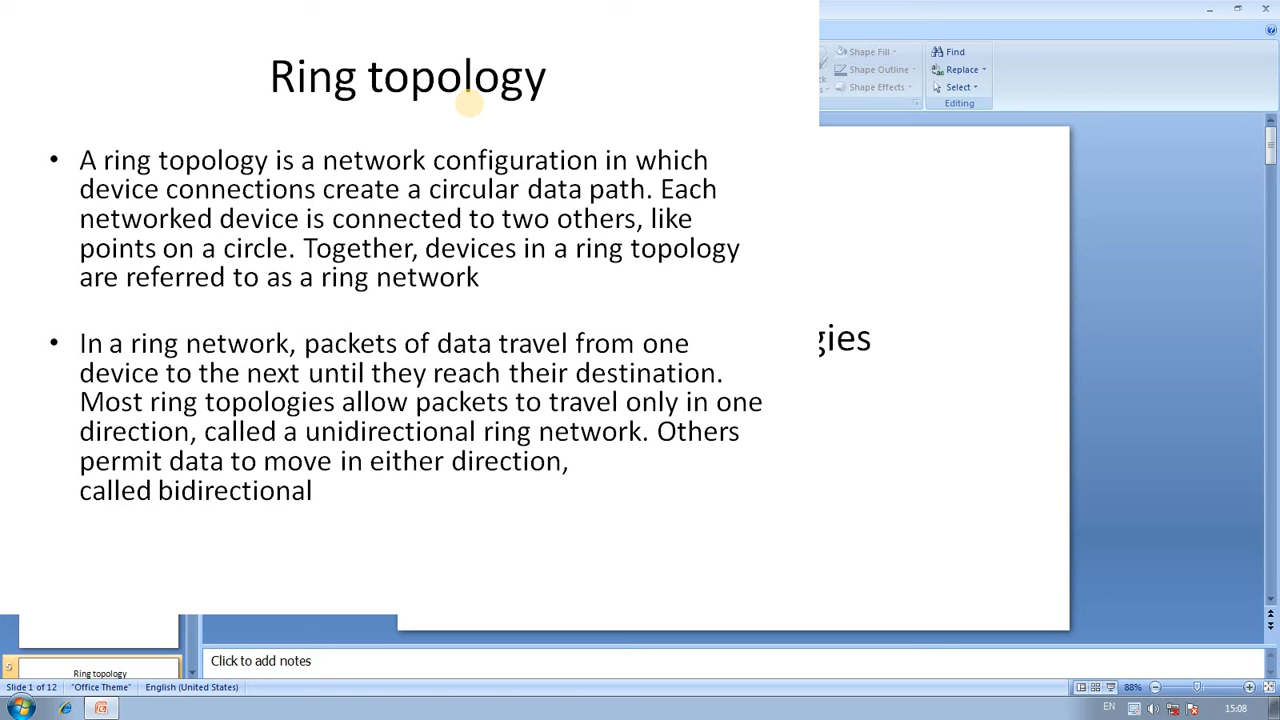 Ring topology
• A ring topology is a network configuration in which
device connections create a circular data path. Each
networked device is connected to two others, like
points on a circle. Together, devices in a ring topology
are referred to as a ring network
• In a ring network, packets of data travel from one
device to the next until they reach their destination.
Most ring topologies allow packets to travel only in one
direction, called a unidirectional ring network. Others
permit data to move in either direction,
called bidirectional
Shape Fill
Shape Outline
Shape Effects
Find
Replace
Select
Editing
gies
5
Ring topology
Click to add notes
Slide 1 of 12
"Office Theme"
English (United States)
88%
EN
15:08